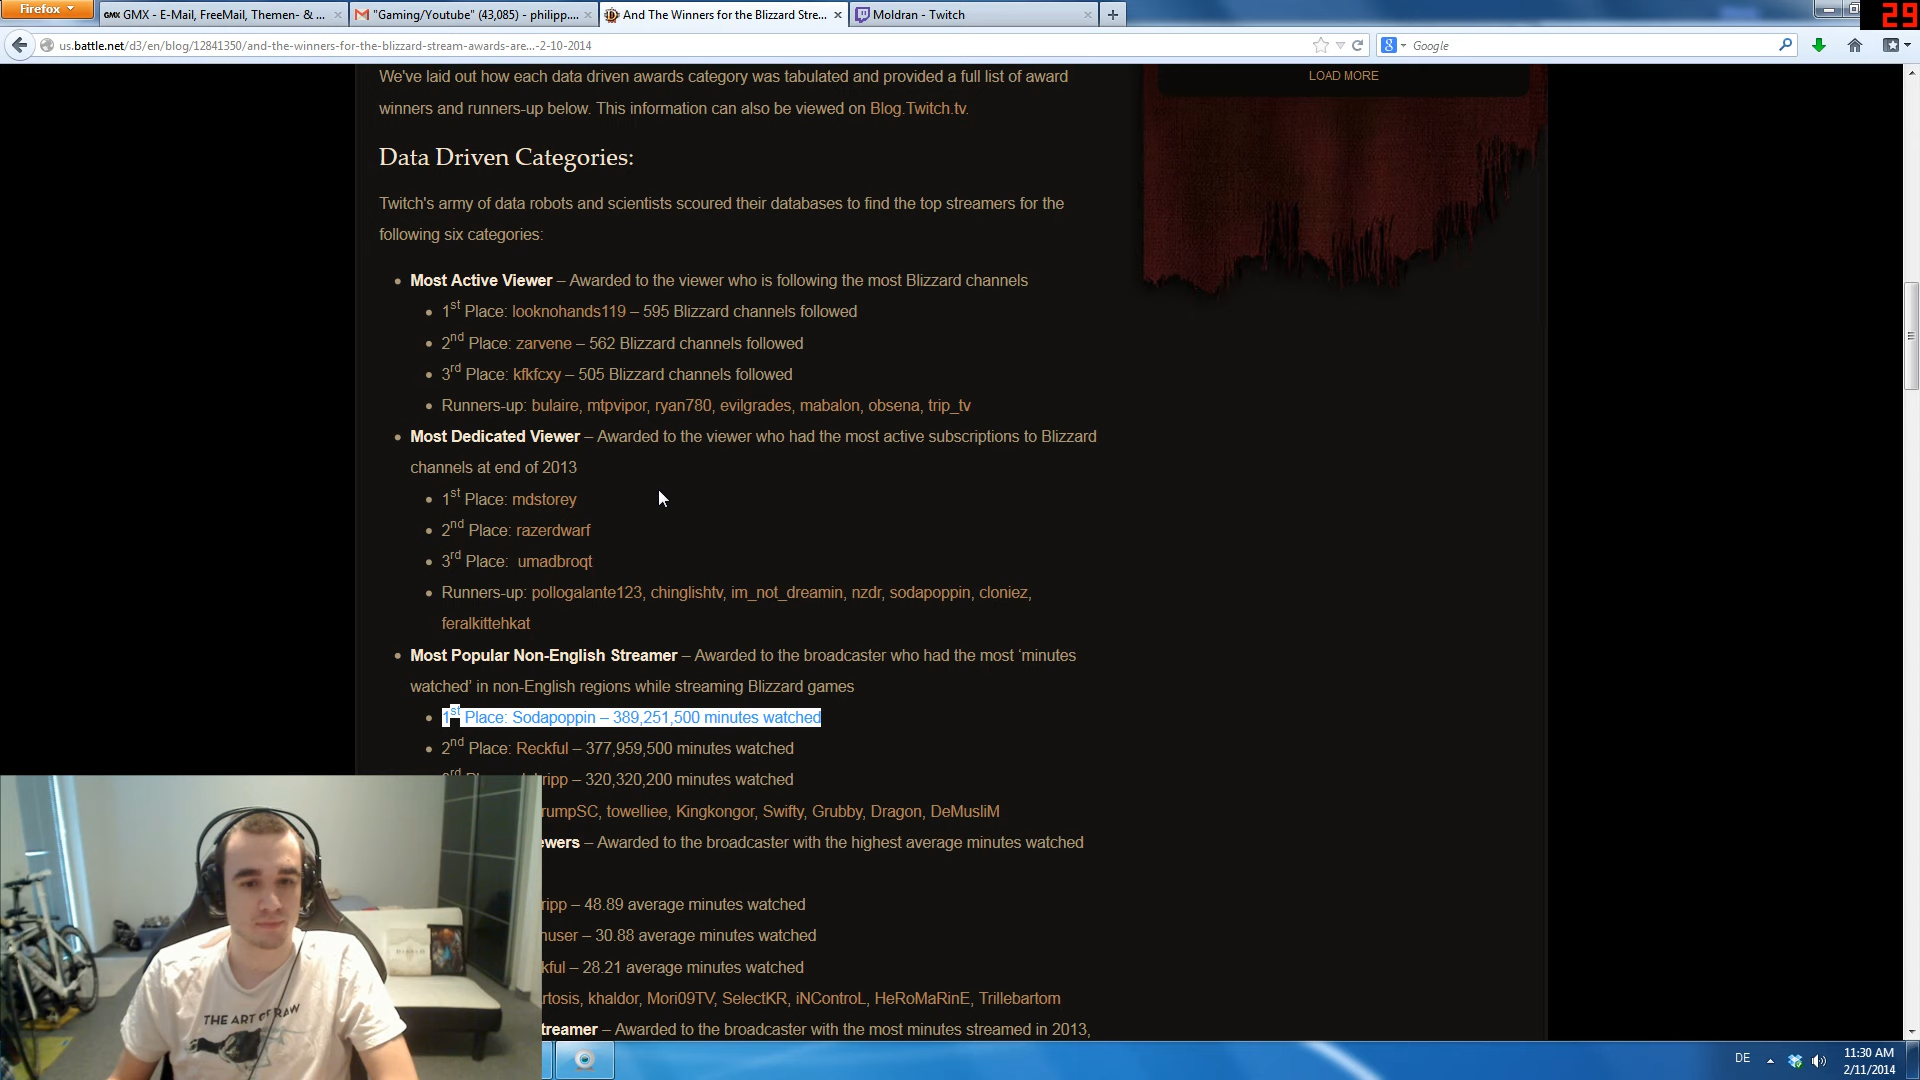 Firefox
GMX - E-Mail, FreeMail, Themen- & ...
"Gaming/Youtube" (43,085) - philipp....
And The Winners for the Blizzard Stre...
Moldran - Twitch
29
us.battle.net/d3/en/blog/12841350/and-the-winners-for-the-blizzard-stream-awards-are...-2-10-2014
Google
We've laid out how each data driven awards category was tabulated and provided a full list of award
winners and runners-up below. This information can also be viewed on Blog.Twitch.tv.
LOAD MORE
Data Driven Categories:
Twitch's army of data robots and scientists scoured their databases to find the top streamers for the
following six categories:
Most Active Viewer – Awarded to the viewer who is following the most Blizzard channels
1st Place: looknohands119 – 595 Blizzard channels followed
2nd Place: zarvene – 562 Blizzard channels followed
3rd Place: kfkfcxy – 505 Blizzard channels followed
Runners-up: bulaire, mtpvipor, ryan780, evilgrades, mabalon, obsena, trip_tv
Most Dedicated Viewer – Awarded to the viewer who had the most active subscriptions to Blizzard
channels at end of 2013
1st Place: mdstorey
2nd Place: razerdwarf
3rd Place: umadbroqt
Runners-up: pollogalante123, chinglishtv, im_not_dreamin, nzdr, sodapoppin, cloniez,
feralkittehkat
Most Popular Non-English Streamer – Awarded to the broadcaster who had the most ‘minutes
watched’ in non-English regions while streaming Blizzard games
1st Place: Sodapoppin – 389,251,500 minutes watched
2nd Place: Reckful – 377,959,500 minutes watched
ripp – 320,320,200 minutes watched
rumpSC, towelliee, Kingkongor, Swifty, Grubby, Dragon, DeMusliM
ewers – Awarded to the broadcaster with the highest average minutes watched
ripp – 48.89 average minutes watched
user – 30.88 average minutes watched
kful – 28.21 average minutes watched
rtosis, khaldor, Mori09TV, SelectKR, iNControL, HeRoMaRinE, Trillebartom
treamer – Awarded to the broadcaster with the most minutes streamed in 2013,
THE ART OF RAW
DE
11:30 AM
2/11/2014